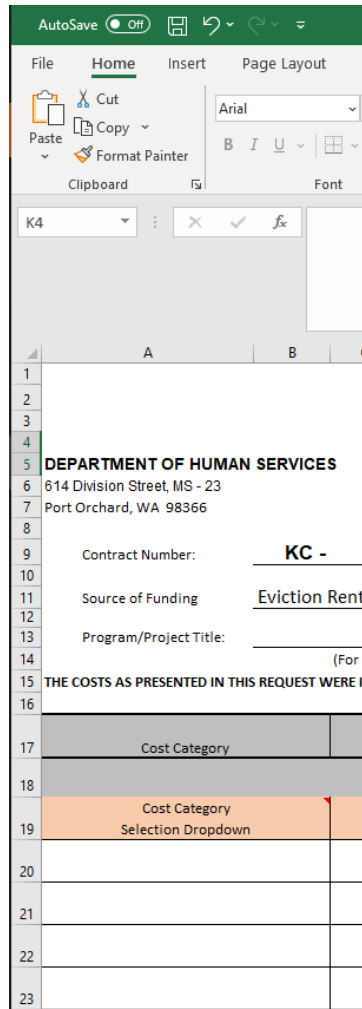 AutoSave Off
File Home Insert Page Layout
Cut
Copy
Paste
Format Painter
Arial
B I U
Clipboard Font
K4 fx
A B
1
2
3
4
5 DEPARTMENT OF HUMAN SERVICES
6 614 Division Street, MS - 23
7 Port Orchard, WA 98366
8
9 Contract Number: KC -
10
11 Source of Funding Eviction Rent
12
13 Program/Project Title:
14 (For
15 THE COSTS AS PRESENTED IN THIS REQUEST WERE
16
17 Cost Category
18
Cost Category
19 Selection Dropdown
20
21
22
23